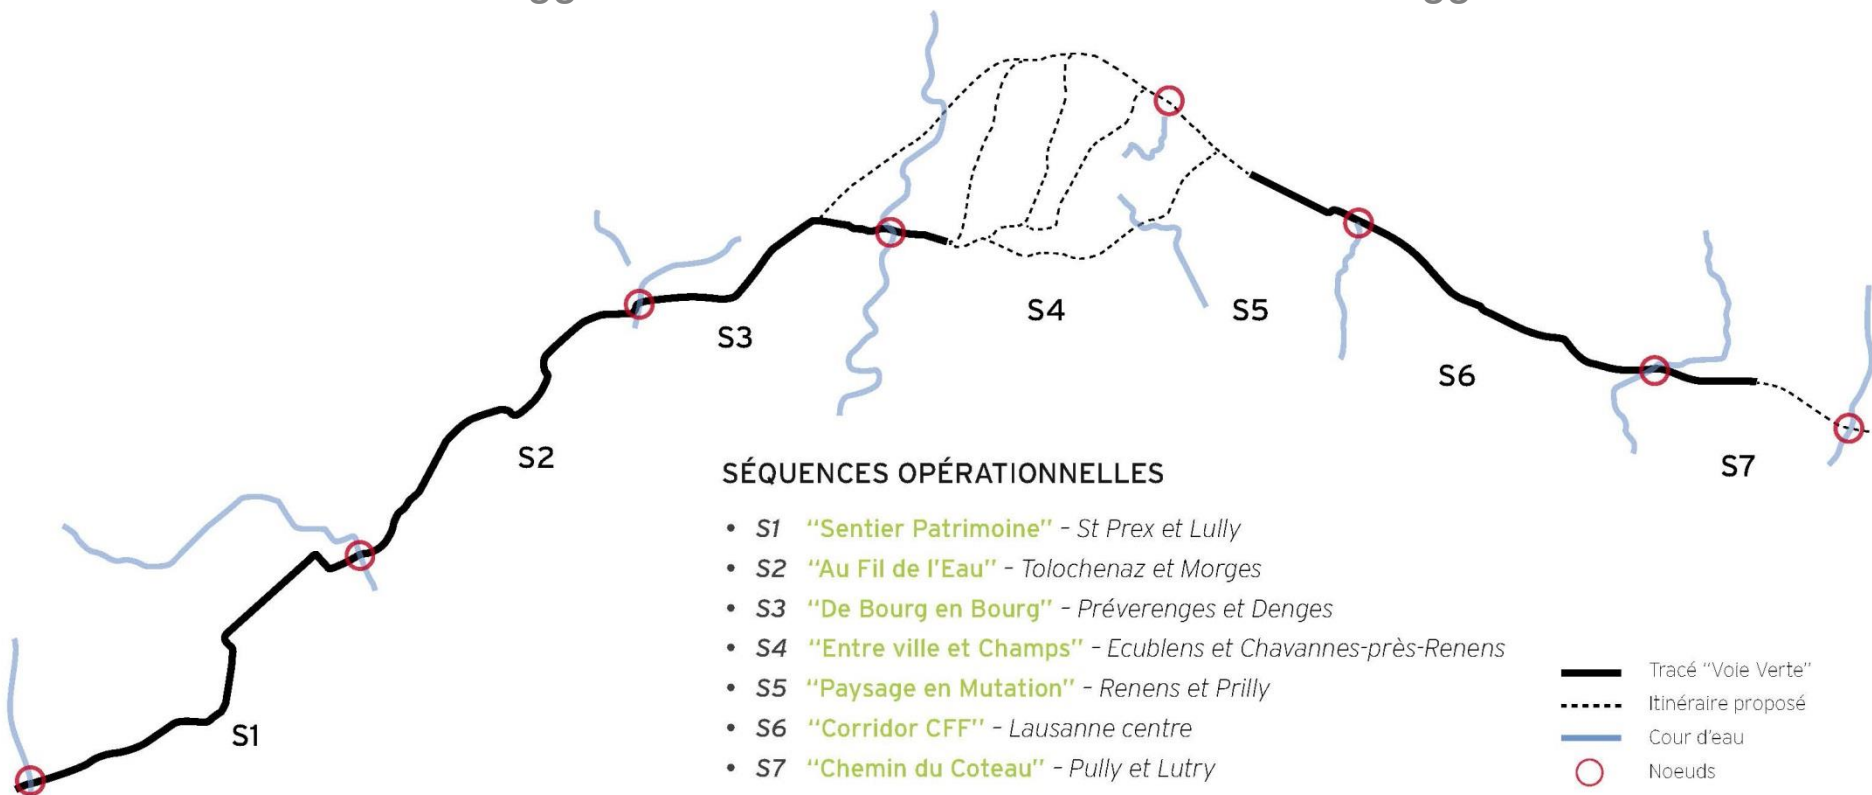 S4
S5
S3
S6
S2
S7
S1
SÉQUENCES OPÉRATIONNELLES
• S1 "Sentier Patrimoine" - St Prex et Lully
• S2 "Au Fil de l'Eau" - Tolochenaz et Morges
• S3 "De Bourg en Bourg" - Préverenges et Denges
• S4 "Entre ville et Champs" - Ecublens et Chavannes-près-Renens
• S5 "Paysage en Mutation" - Renens et Prilly
• S6 "Corridor CFF" - Lausanne centre
• S7 "Chemin du Coteau" - Pully et Lutry
Tracé "Voie Verte"
Itinéraire proposé
Cour d'eau
Noeuds